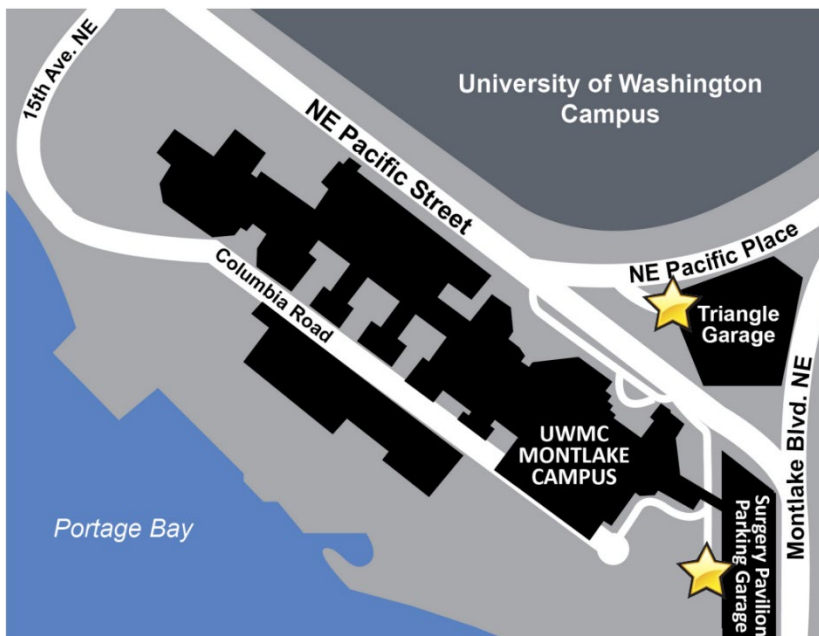 15th Ave. NE
NE Pacific Street
University of Washington
Campus
NE Pacific Place
Triangle
Garage
Columbia Road
Montlake Blvd. NE
UWMC
MONTLAKE
CAMPUS
Surgery Pavilion
Parking Garage
Portage Bay